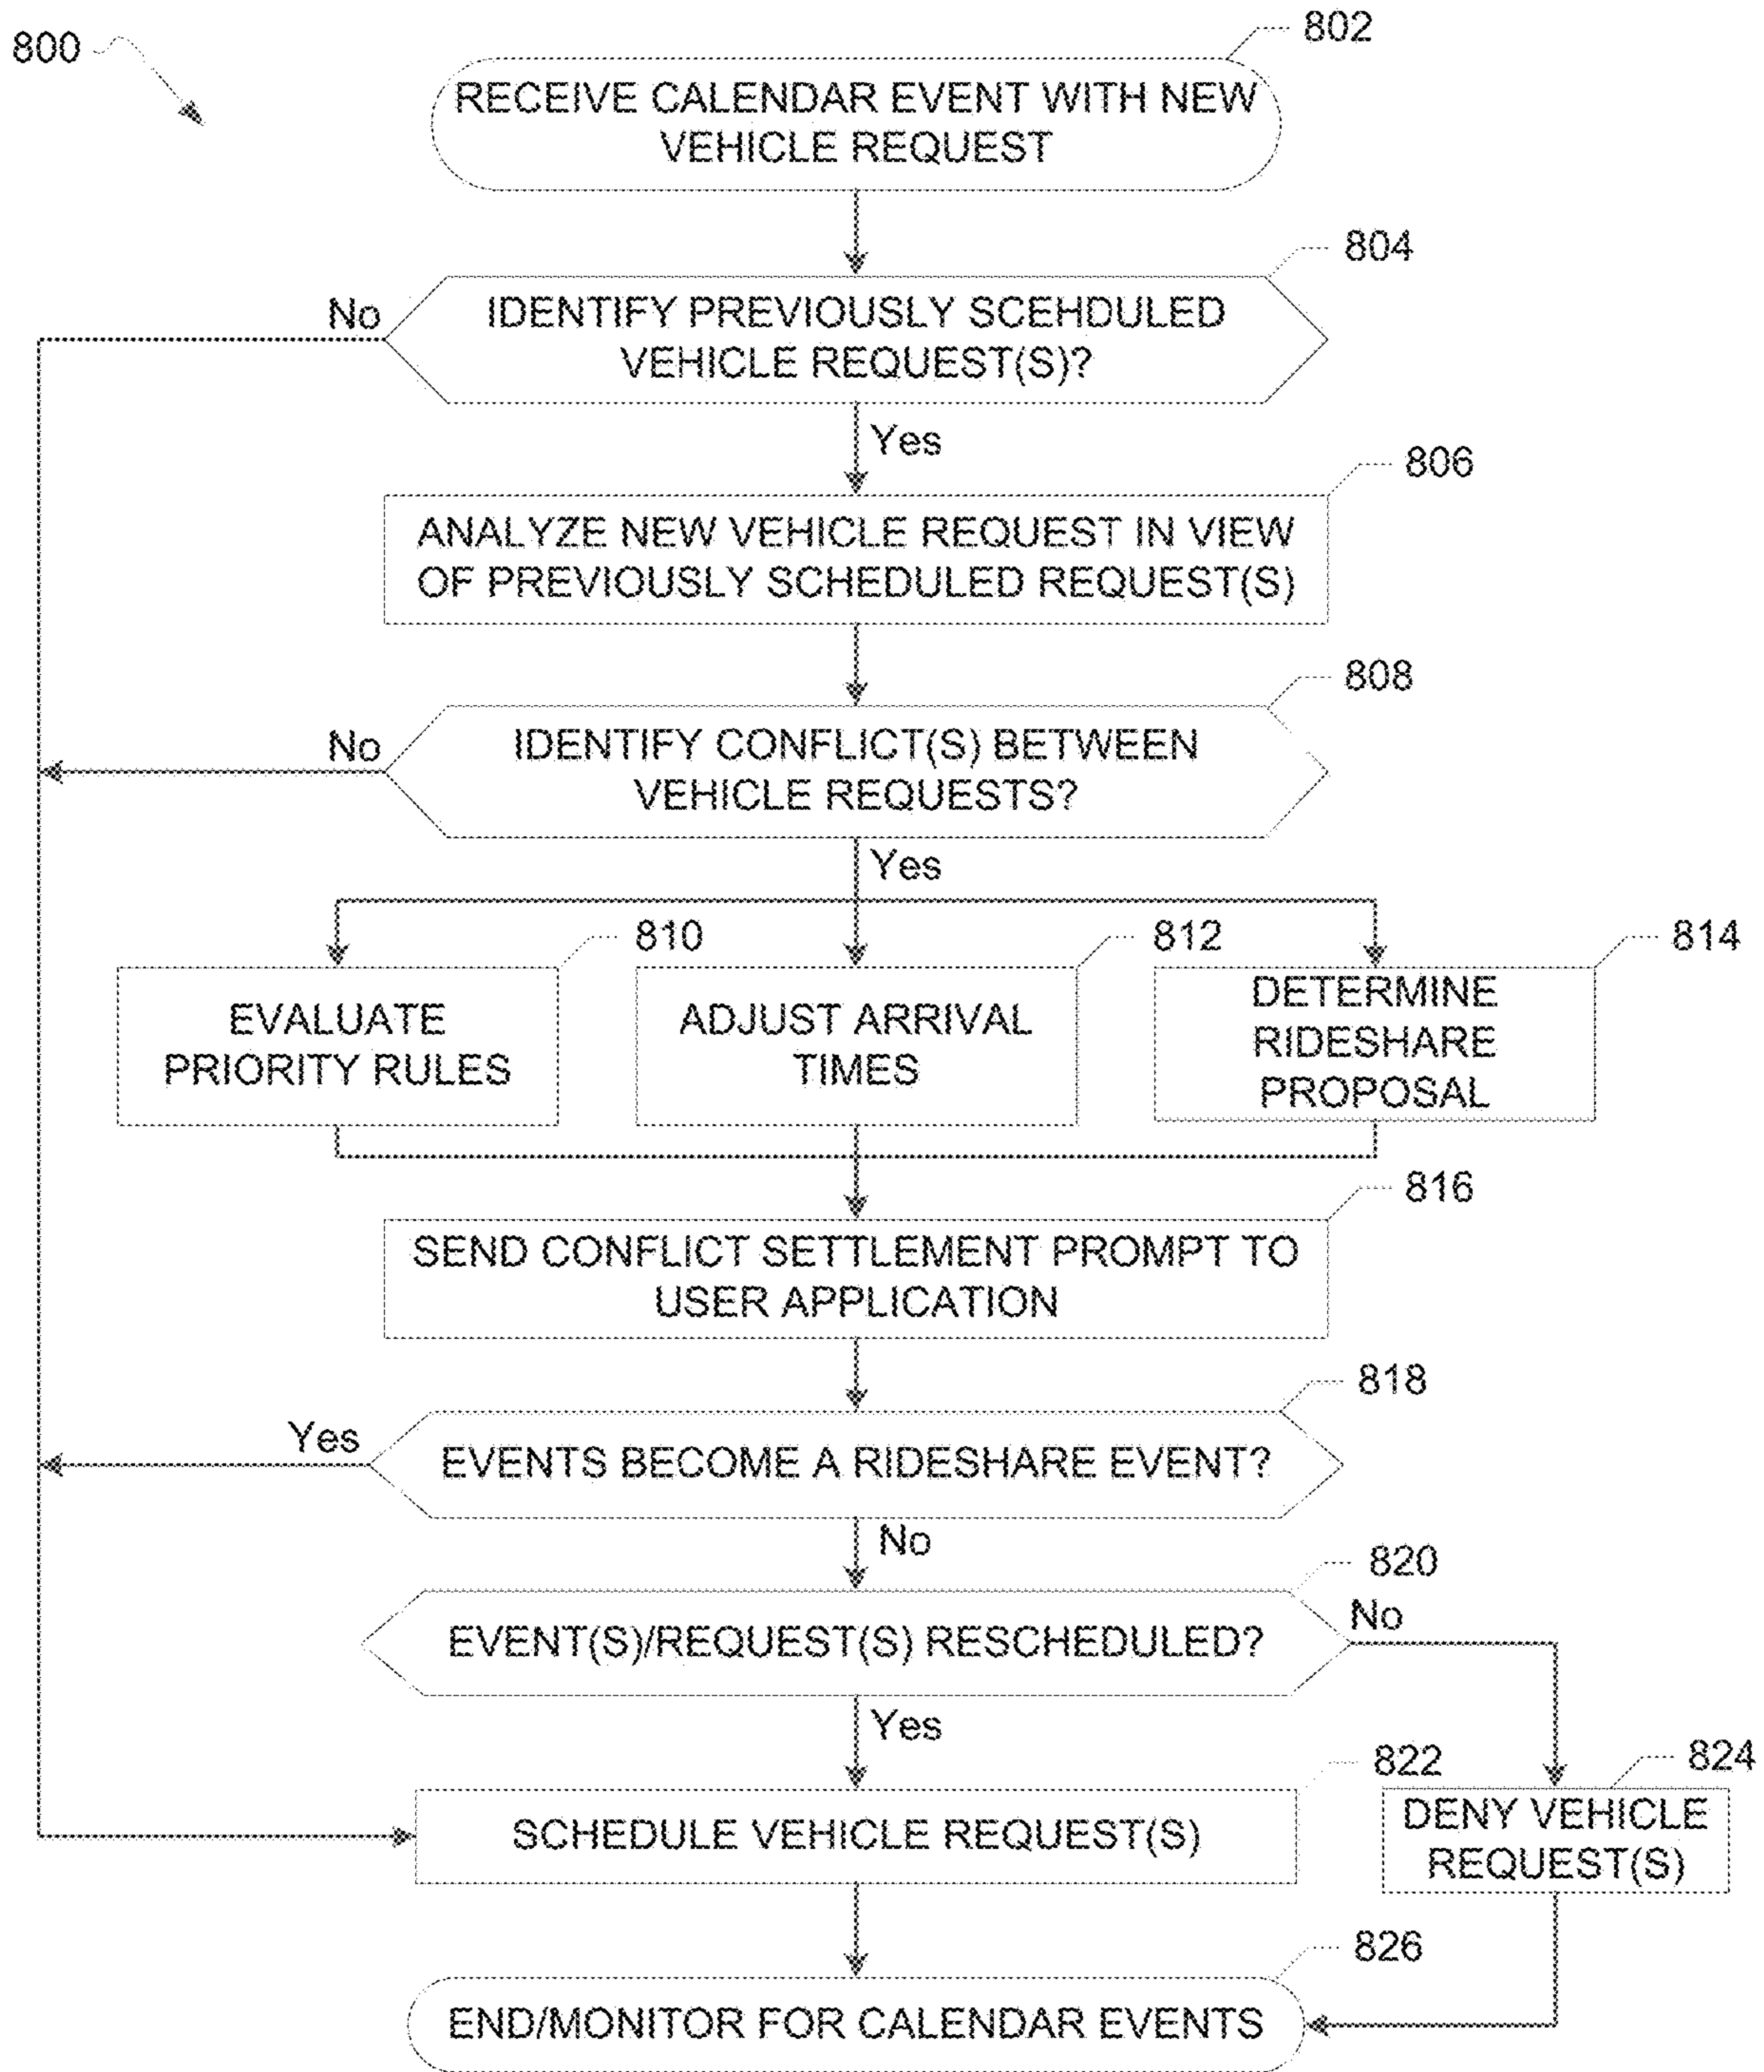 800
802
RECEIVE CALENDAR EVENT WITH NEW
VEHICLE REQUEST
804
No
IDENTIFY PREVIOUSLY SCEHDULED
VEHICLE REQUEST(S)?
Yes
806
ANALYZE NEW VEHICLE REQUEST IN VIEW
OF PREVIOUSLY SCHEDULED REQUEST(S)
808
No
IDENTIFY CONFLICT(S) BETWEEN
VEHICLE REQUESTS?
Yes
810
EVALUATE
PRIORITY RULES
812
ADJUST ARRIVAL
TIMES
814
DETERMINE
RIDESHARE
PROPOSAL
816
SEND CONFLICT SETTLEMENT PROMPT TO
USER APPLICATION
818
Yes
EVENTS BECOME A RIDESHARE EVENT?
No
820
EVENT(S)/REQUEST(S) RESCHEDULED?
No
Yes
822
SCHEDULE VEHICLE REQUEST(S)
824
DENY VEHICLE
REQUEST(S)
826
END/MONITOR FOR CALENDAR EVENTS